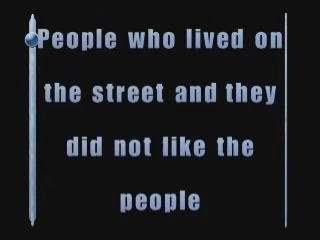 People who lived on
the street and they
did not like the
people